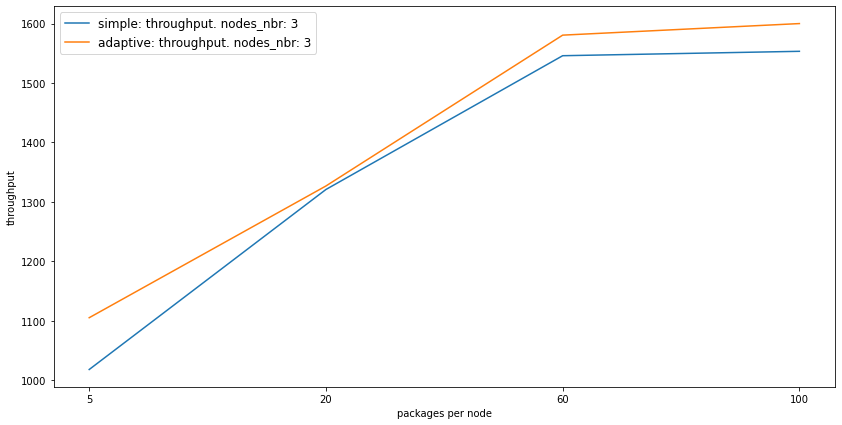 simple: throughput. nodes_nbr: 3
adaptive: throughput. nodes_nbr: 3
throughput
1600
1500
1400
1300
1200
1100
1000
5 20 60 100
packages per node